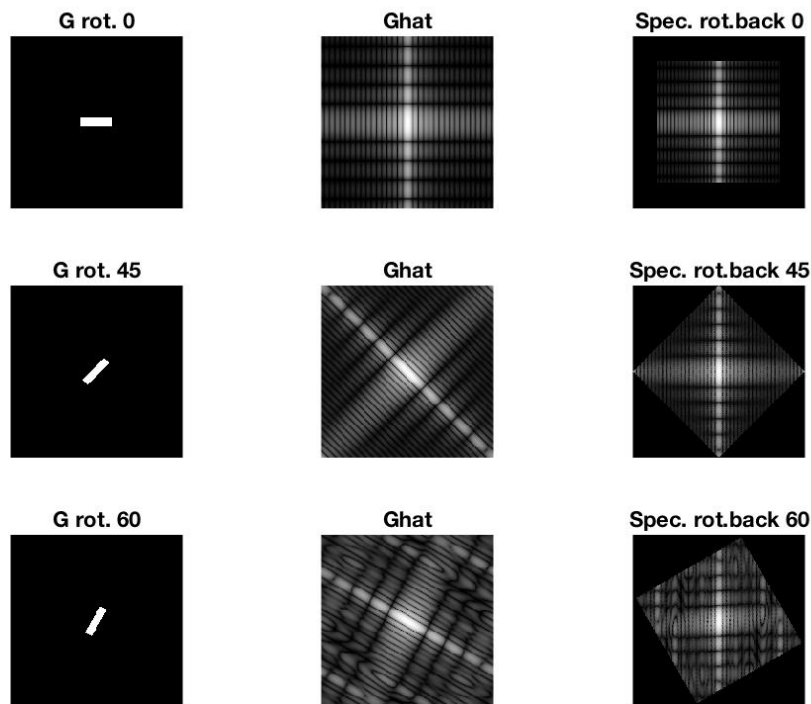 G rot. 0
Ghat
Spec. rot.back 0
G rot. 45
Ghat
Spec. rot.back 45
G rot. 60
Ghat
Spec. rot.back 60